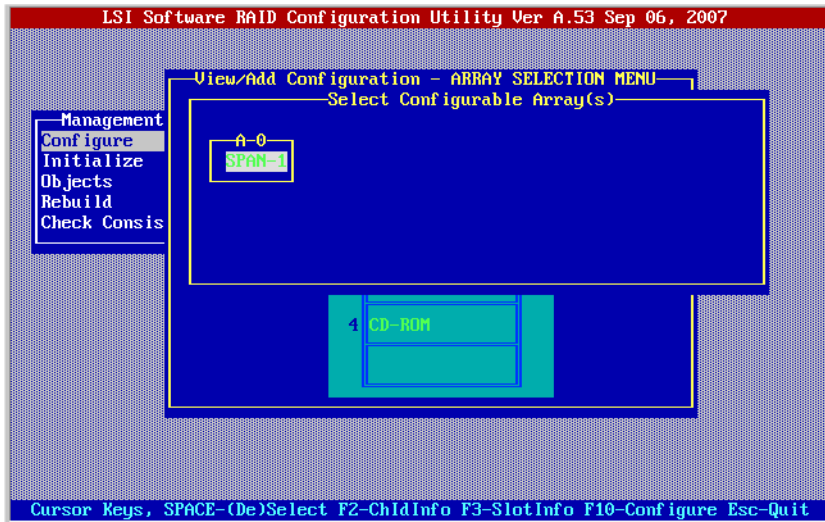 LSI Software RAID Configuration Utility Ver A.53 Sep 06, 2007
View/Add Configuration - ARRAY SELECTION MENU
Select Configurable Array(s)
Management
Configure
Initialize
Objects
Rebuild
Check Consis
A-0
SPAN-1
4 CD-ROM
Cursor Keys, SPACE-(De)Select F2-ChIdInfo F3-SlotInfo F10-Configure Esc-Quit